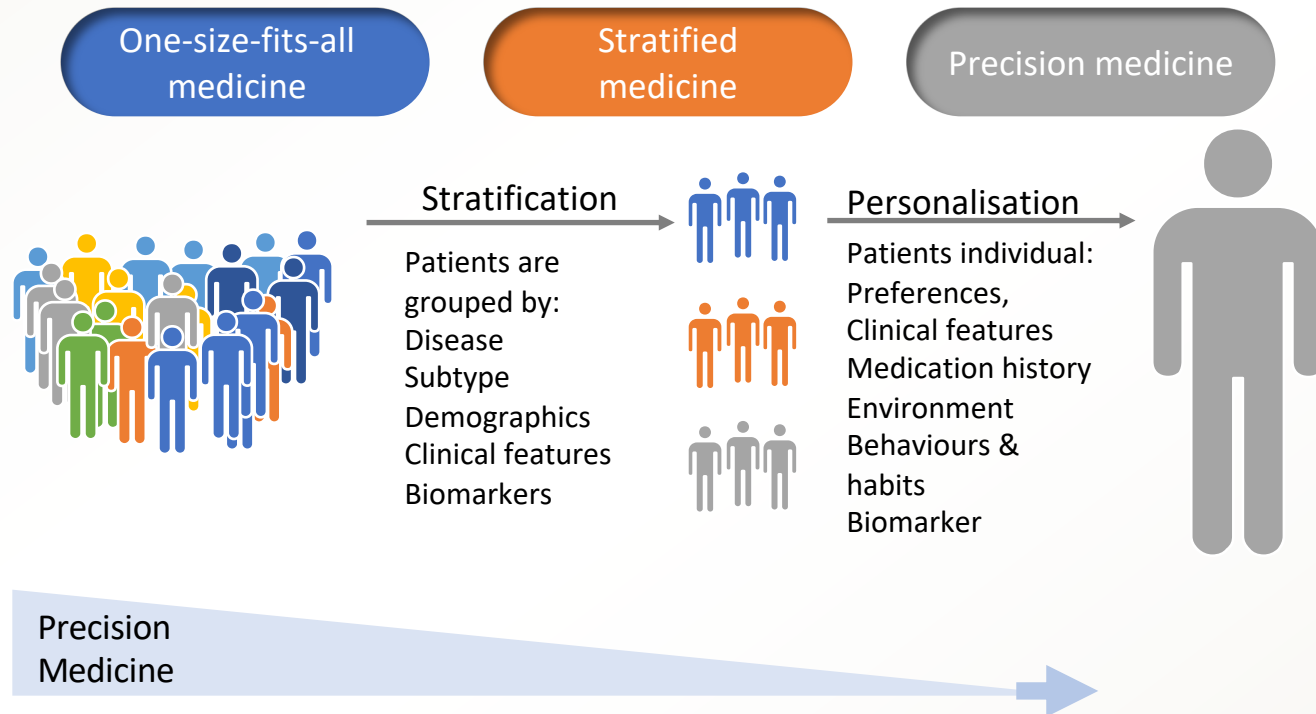 One-size-fits-all
medicine
Stratified
medicine
Precision medicine
Stratification
Patients are
grouped by:
Disease
Subtype
Demographics
Clinical features
Biomarkers
Personalisation
Patients individual:
Preferences,
Clinical features
Medication history
Environment
Behaviours &
habits
Biomarker
Precision
Medicine